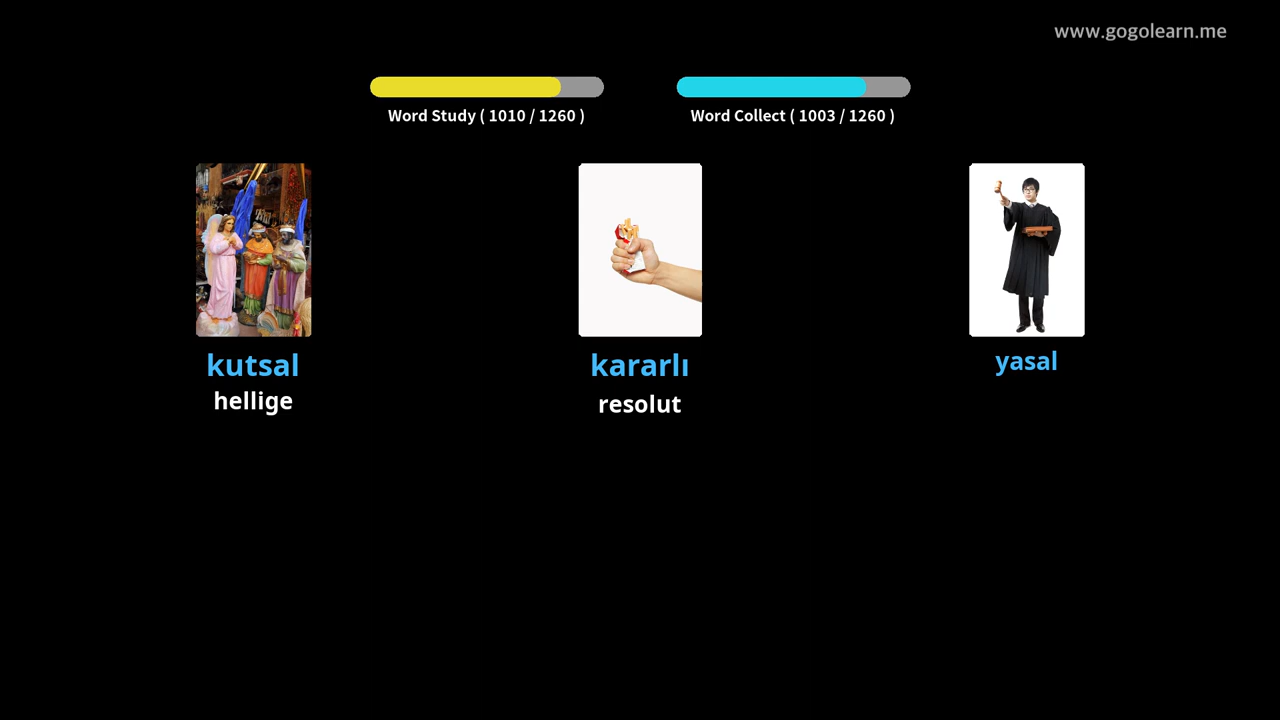 www.gogolearn.me
Word Study ( 1010 / 1260 )
Word Collect ( 1003 / 1260 )
kutsal
hellige
kararlı
resolut
yasal